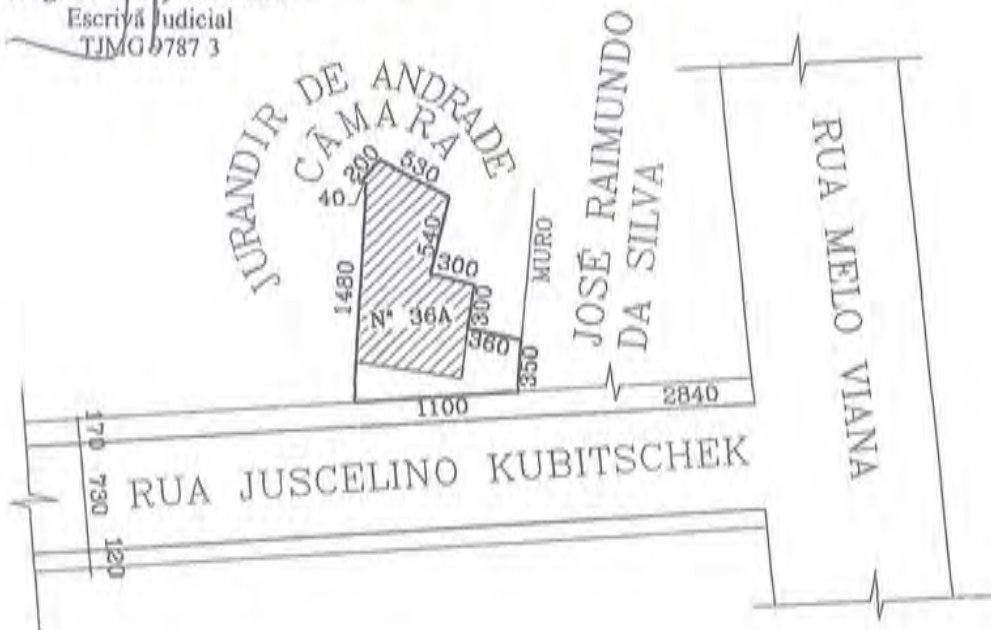 Escrivã Judicial
TJMG 9787 3
JURANDIR DE ANDRADE
CÂMARA
JOSÉ RAIMUNDO
DA SILVA
RUA MELO VIANA
MURO
200
530
40
540
300
1480
300
Nº 36A
360
350
1100
2840
170
730
120
RUA JUSCELINO KUBITSCHEK